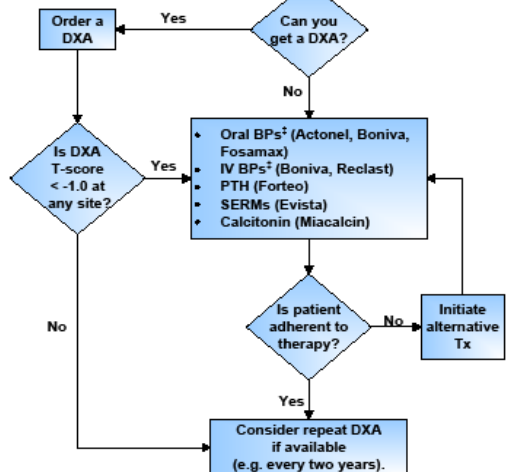 Order a
DXA
Yes
Can you
get a DXA?
No
Is DXA
T-score
< -1.0 at
any site?
Yes
• Oral BPs‡ (Actonel, Boniva,
Fosamax)
• IV BPs‡ (Boniva, Reclast)
• PTH (Forteo)
• SERMs (Evista)
• Calcitonin (Miacalcin)
No
Is patient
adherent to
therapy?
No
Initiate
alternative
Tx
Yes
Consider repeat DXA
if available
(e.g. every two years).